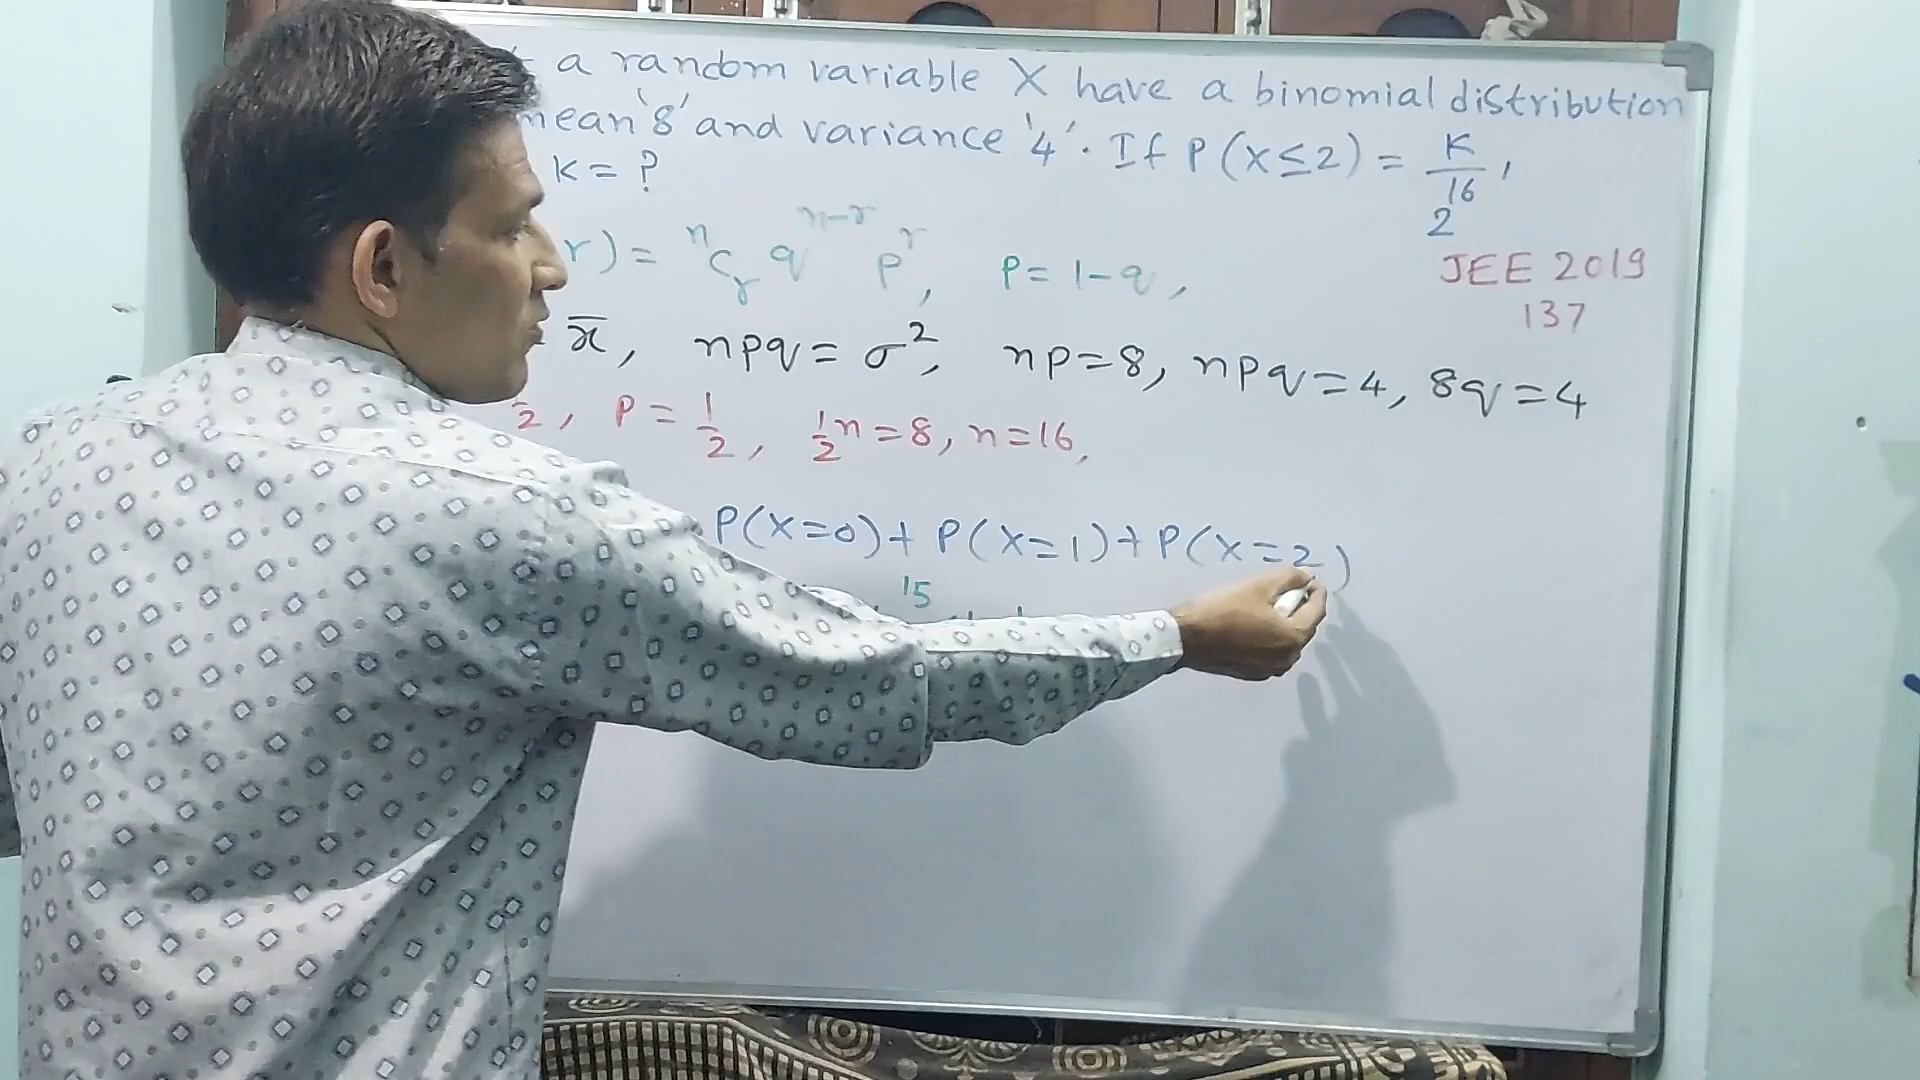 a random variable X have a binomial distribution
mean '8' and variance '4'. If P(X≤2) = K/2^16,
K = ?
r) = ⁿCᵣ qⁿ⁻ʳ pʳ, P = 1-q,
JEE 2019
137
x̄, npq = σ², np=8, npq=4, 8q=4
2, P = 1/2, 1/2 n = 8, n=16,
P(X=0) + P(X=1) + P(X=2)
15